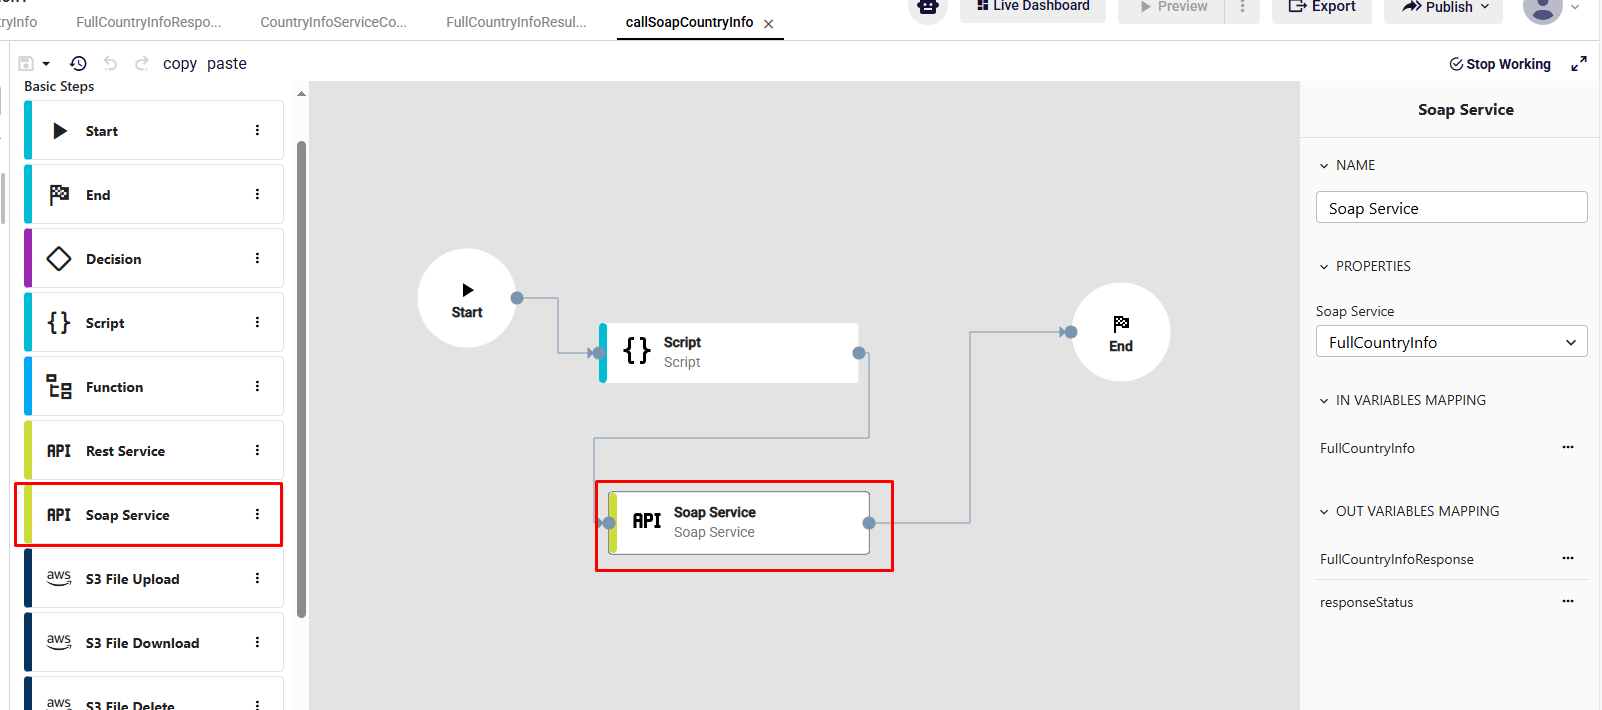 ryInfo
FullCountryInfoRespo...
CountryInfoServiceCo...
FullCountryInfoResul...
callSoapCountryInfo
Live Dashboard
Preview
Export
Publish
copy paste
Stop Working
Basic Steps
Start
End
Decision
{} Script
Function
API Rest Service
API Soap Service
aws S3 File Upload
aws S3 File Download
aws S3 File Delete
Start
{} Script
Script
API Soap Service
Soap Service
End
Soap Service
NAME
Soap Service
PROPERTIES
Soap Service
FullCountryInfo
IN VARIABLES MAPPING
FullCountryInfo
OUT VARIABLES MAPPING
FullCountryInfoResponse
responseStatus